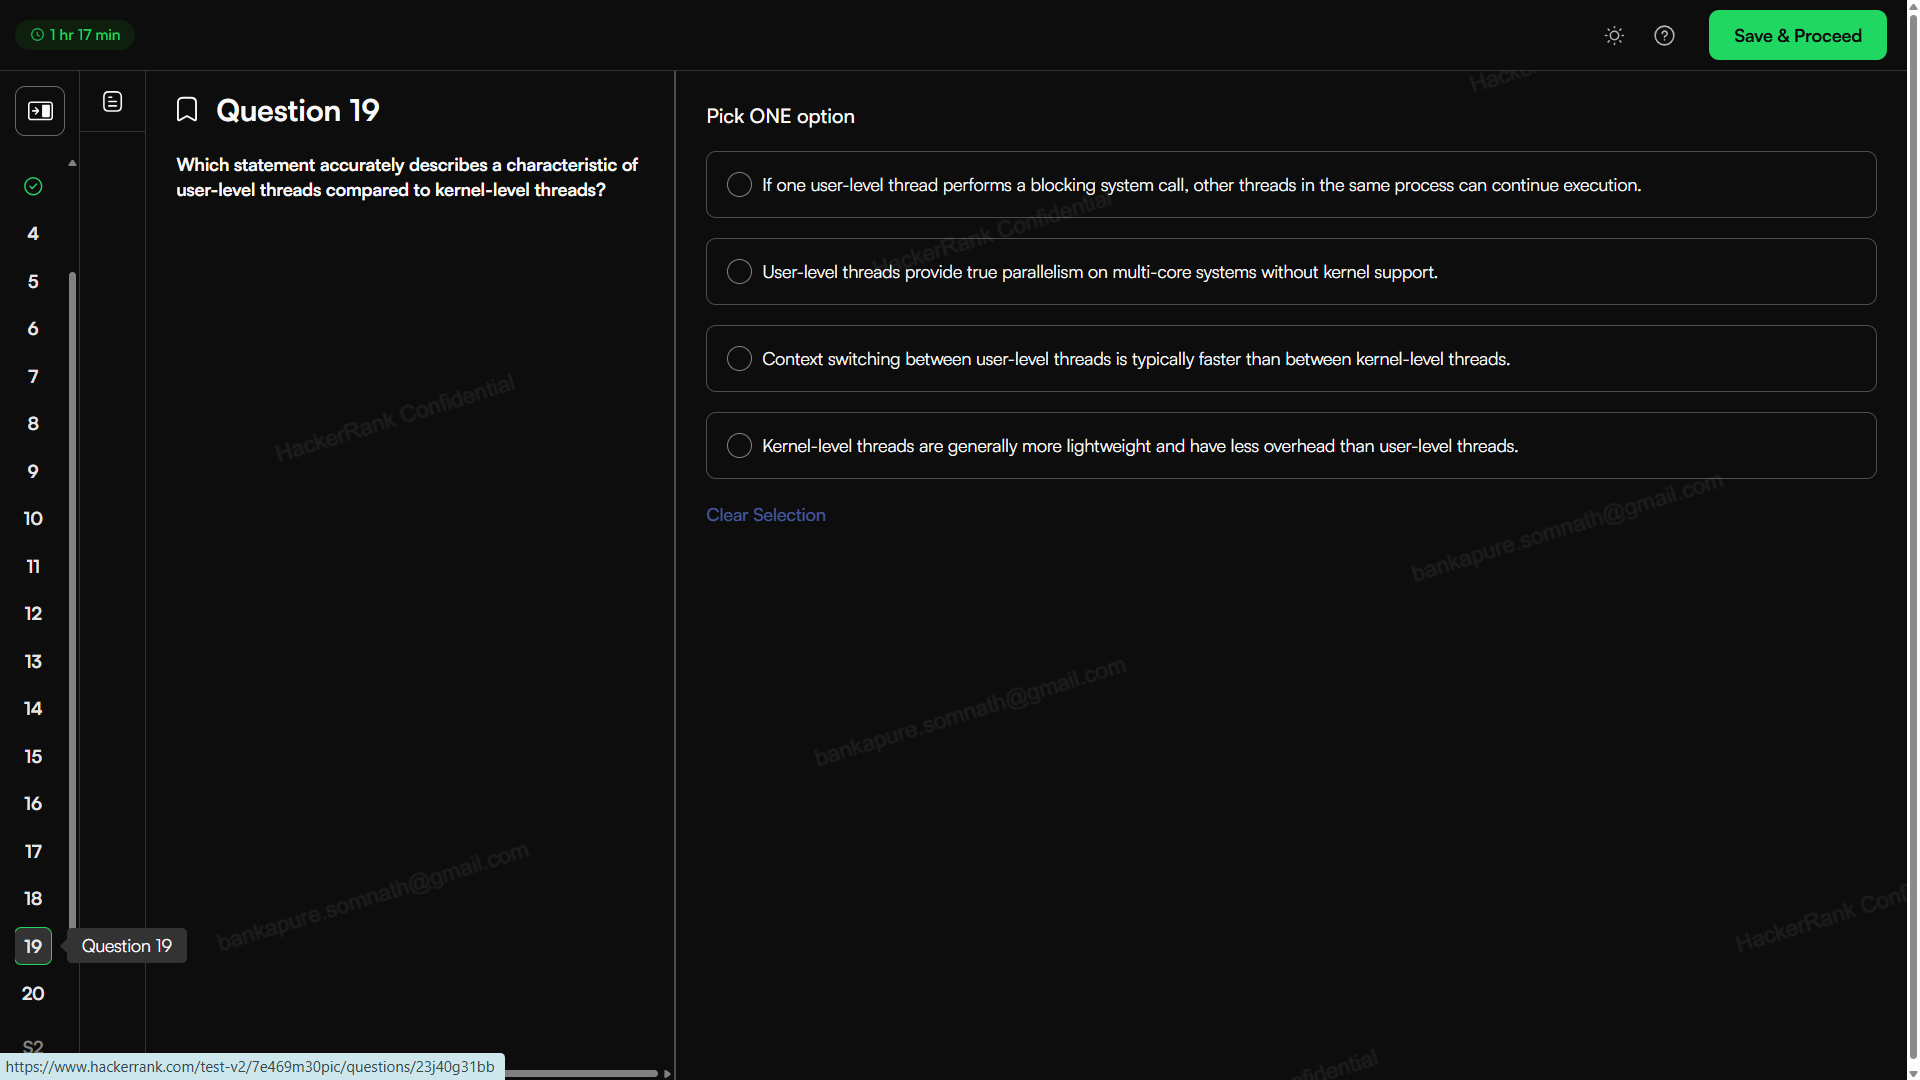 1 hr 17 min
Save & Proceed
Question 19
Which statement accurately describes a characteristic of
user-level threads compared to kernel-level threads?
Pick ONE option
If one user-level thread performs a blocking system call, other threads in the same process can continue execution.
User-level threads provide true parallelism on multi-core systems without kernel support.
Context switching between user-level threads is typically faster than between kernel-level threads.
Kernel-level threads are generally more lightweight and have less overhead than user-level threads.
Clear Selection
4
5
6
7
8
9
10
11
12
13
14
15
16
17
18
19
Question 19
20
S2
https://www.hackerrank.com/test-v2/7e469m30pic/questions/23j40g31bb
HackerRank Confidential
HackerRank Confidential
bankapure.somnath@gmail.com
bankapure.somnath@gmail.com
bankapure.somnath@gmail.com
HackerRank